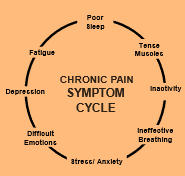 Poor
Sleep
Tense
Muscles
Fatigue
CHRONIC PAIN
SYMPTOM
CYCLE
Depression
Inactivity
Ineffective
Breathing
Difficult
Emotions
Stress/ Anxiety